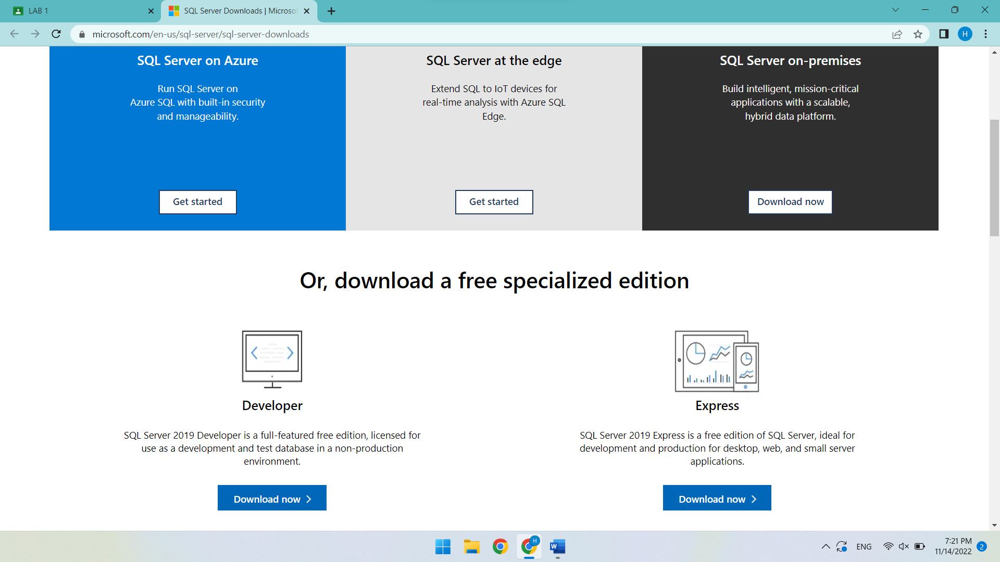 LAB 1
SQL Server Downloads | Microsof
microsoft.com/en-us/sql-server/sql-server-downloads
H
SQL Server on Azure
Run SQL Server on
Azure SQL with built-in security
and manageability.
Get started
SQL Server at the edge
Extend SQL to IoT devices for
real-time analysis with Azure SQL
Edge.
Get started
SQL Server on-premises
Build intelligent, mission-critical
applications with a scalable,
hybrid data platform.
Download now
Or, download a free specialized edition
Developer
SQL Server 2019 Developer is a full-featured free edition, licensed for
use as a development and test database in a non-production
environment.
Download now
Express
SQL Server 2019 Express is a free edition of SQL Server, ideal for
development and production for desktop, web, and small server
applications.
Download now
H
W
ENG
7:21 PM
11/14/2022
2